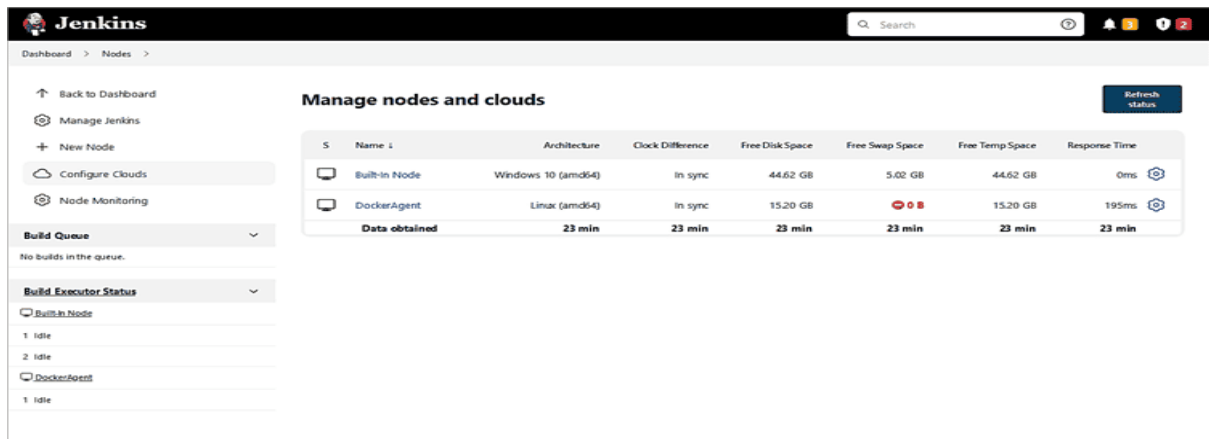 Jenkins
Search
3
2
Dashboard > Nodes >
Back to Dashboard
Manage Jenkins
New Node
Configure Clouds
Node Monitoring
Build Queue
No builds in the queue.
Build Executor Status
Built-In Node
1 Idle
2 Idle
DockerAgent
1 Idle
Manage nodes and clouds
Refresh
status
S Name ↓ Architecture Clock Difference Free Disk Space Free Swap Space Free Temp Space Response Time
Built-In Node Windows 10 (amd64) In sync 44.62 GB 5.02 GB 44.62 GB 0ms
DockerAgent Linux (amd64) In sync 15.20 GB 0 B 15.20 GB 195ms
Data obtained 23 min 23 min 23 min 23 min 23 min 23 min